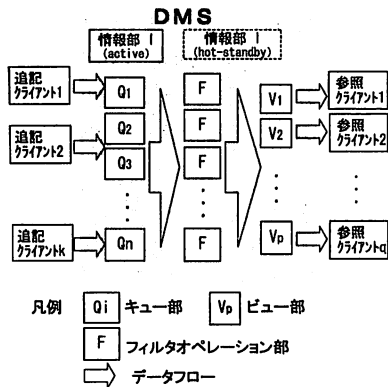 DMS
情報部 I
(active)
情報部 I
(hot-standby)
追記
クライアント1
Q1
F
V1
参照
クライアント1
追記
クライアント2
Q2
F
V2
参照
クライアント2
Q3
F
追記
クライアントk
Qn
F
Vp
参照
クライアントq
凡例
Qi
キュー部
Vp
ビュー部
F
フィルタオペレーション部
データフロー